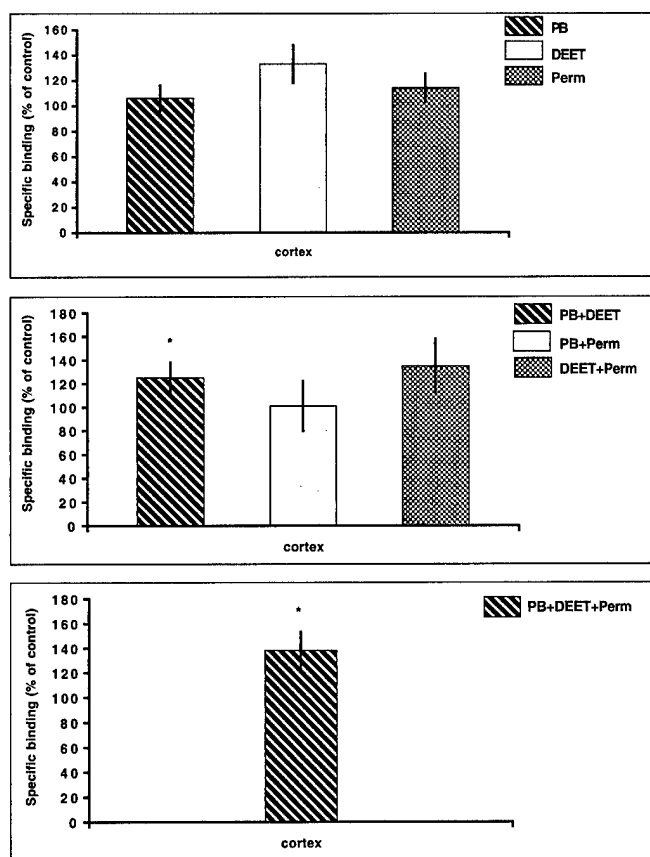 Specific binding (% of control)
160
140
120
100
80
60
40
20
0
cortex
PB
DEET
Perm
Specific binding (% of control)
180
160
140
120
100
80
60
40
20
0
*
cortex
PB+DEET
PB+Perm
DEET+Perm
Specific binding (% of control)
180
160
140
120
100
80
60
40
20
0
*
cortex
PB+DEET+Perm